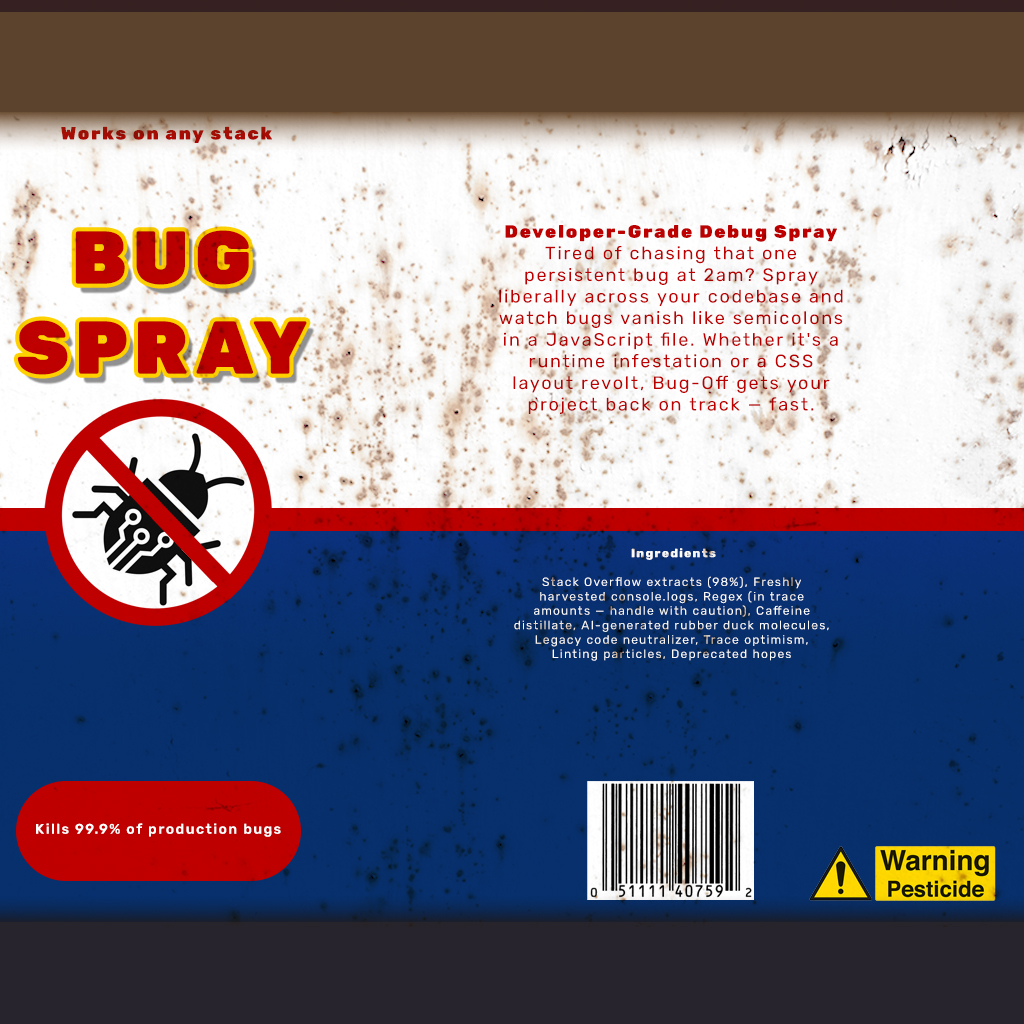 Works on any stack
BUG
SPRAY
Developer-Grade Debug Spray
Tired of chasing that one
persistent bug at 2am? Spray
liberally across your codebase and
watch bugs vanish like semicolons
in a JavaScript file. Whether it's a
runtime infestation or a CSS
layout revolt, Bug-Off gets your
project back on track — fast.
Ingredients
Stack Overflow extracts (98%), Freshly
harvested console.logs, Regex (in trace
amounts — handle with caution), Caffeine
distillate, AI-generated rubber duck molecules,
Legacy code neutralizer, Trace optimism,
Linting particles, Deprecated hopes
Kills 99.9% of production bugs
0 51111 40759 2
Warning
Pesticide